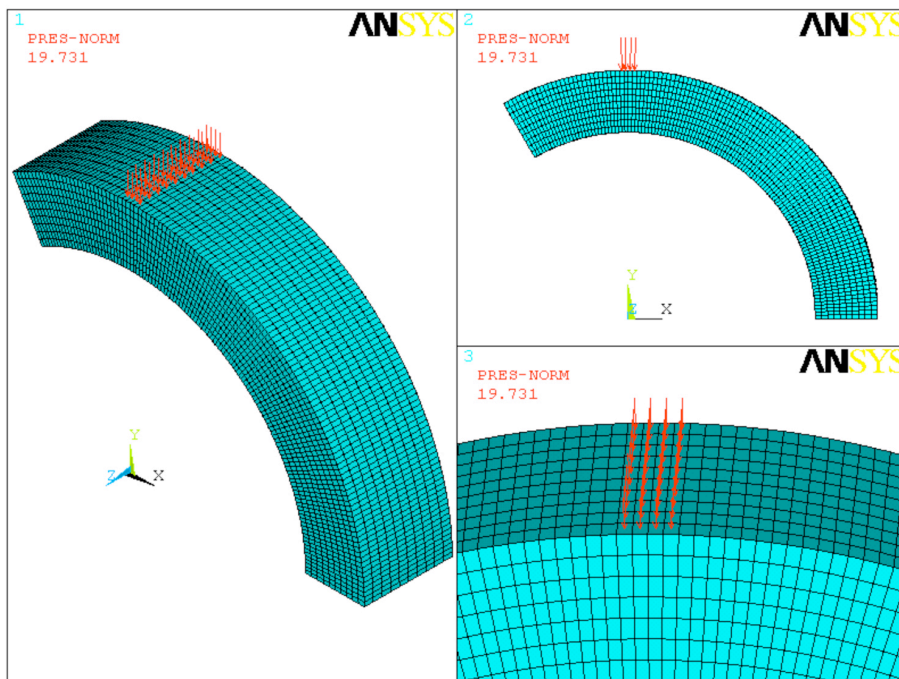 1
ANSYS
PRES-NORM
19.731
Y
Z
X
2
PRES-NORM
19.731
Y
Z
X
3
ANSYS
PRES-NORM
19.731
ANSYS